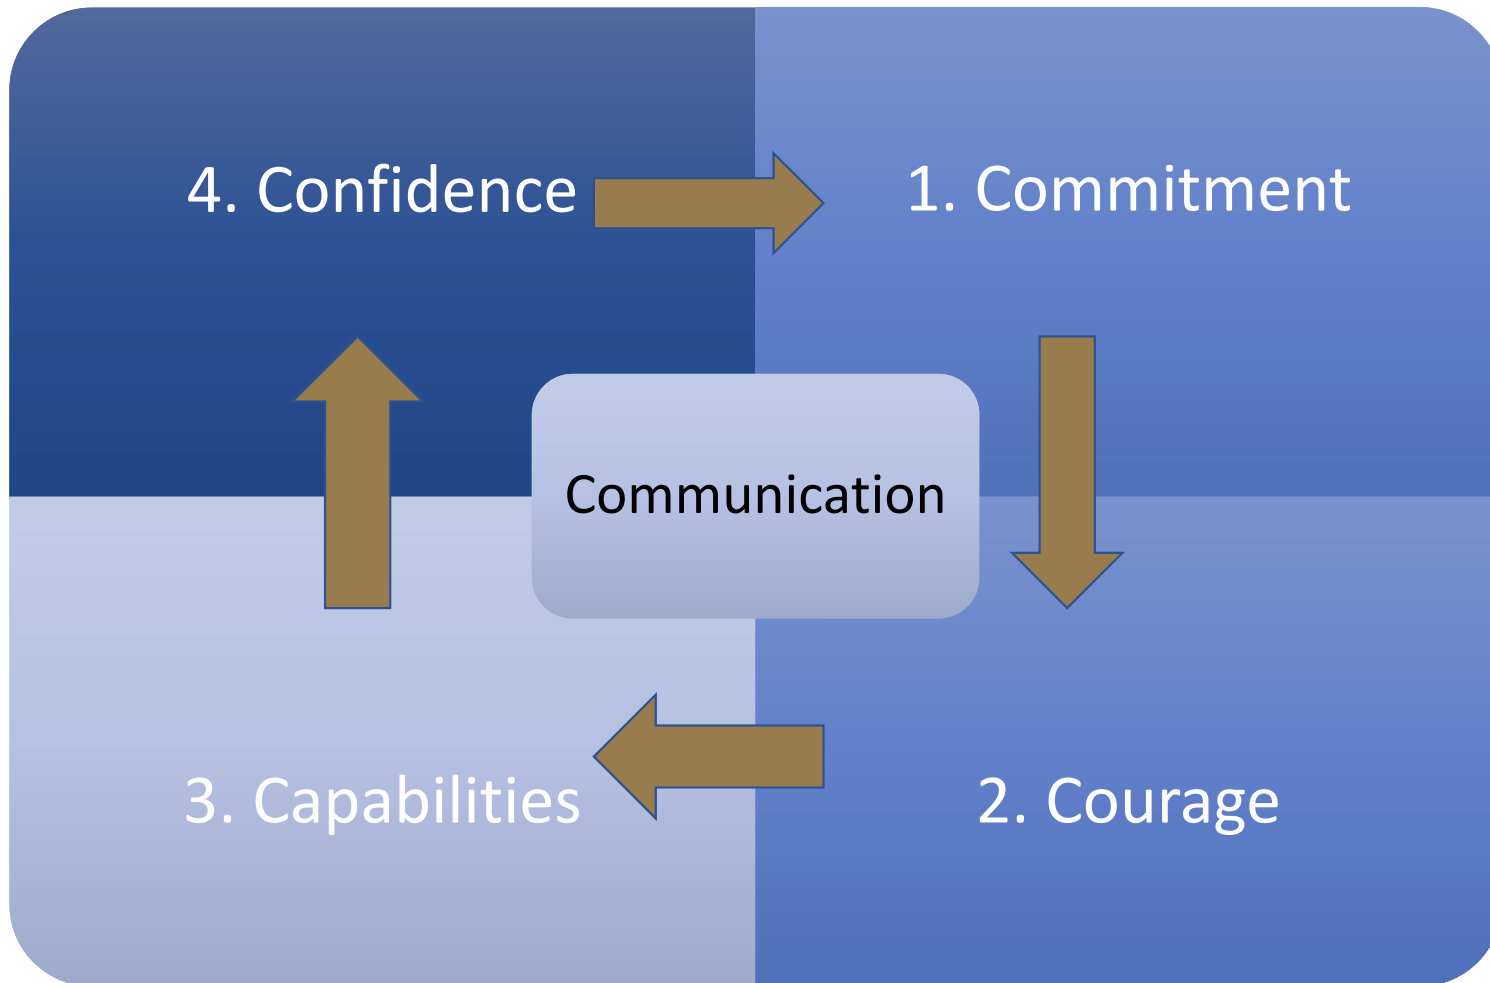 4. Confidence
1. Commitment
Communication
3. Capabilities
2. Courage